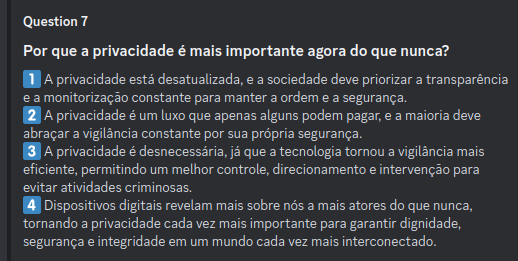 Question 7
Por que a privacidade é mais importante agora do que nunca?
1 A privacidade está desatualizada, e a sociedade deve priorizar a transparência
e a monitorização constante para manter a ordem e a segurança.
2 A privacidade é um luxo que apenas alguns podem pagar, e a maioria deve
abraçar a vigilância constante por sua própria segurança.
3 A privacidade é desnecessária, já que a tecnologia tornou a vigilância mais
eficiente, permitindo um melhor controle, direcionamento e intervenção para
evitar atividades criminosas.
4 Dispositivos digitais revelam mais sobre nós a mais atores do que nunca,
tornando a privacidade cada vez mais importante para garantir dignidade,
segurança e integridade em um mundo cada vez mais interconectado.